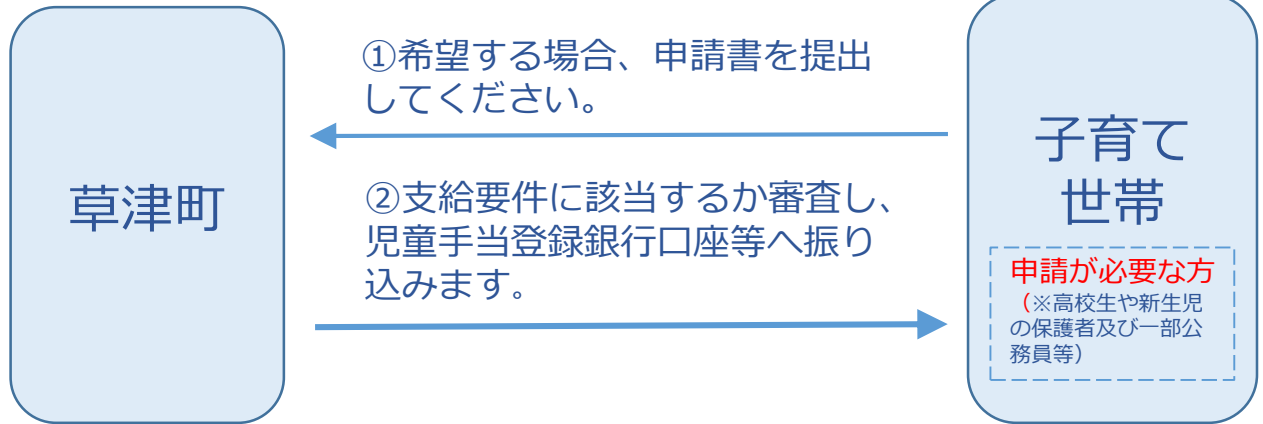 草津町
①希望する場合、申請書を提出
してください。
②支給要件に該当するか審査し、
児童手当登録銀行口座等へ振り
込みます。
子育て
世帯
申請が必要な方
（※高校生や新生児
の保護者及び一部公
務員等）